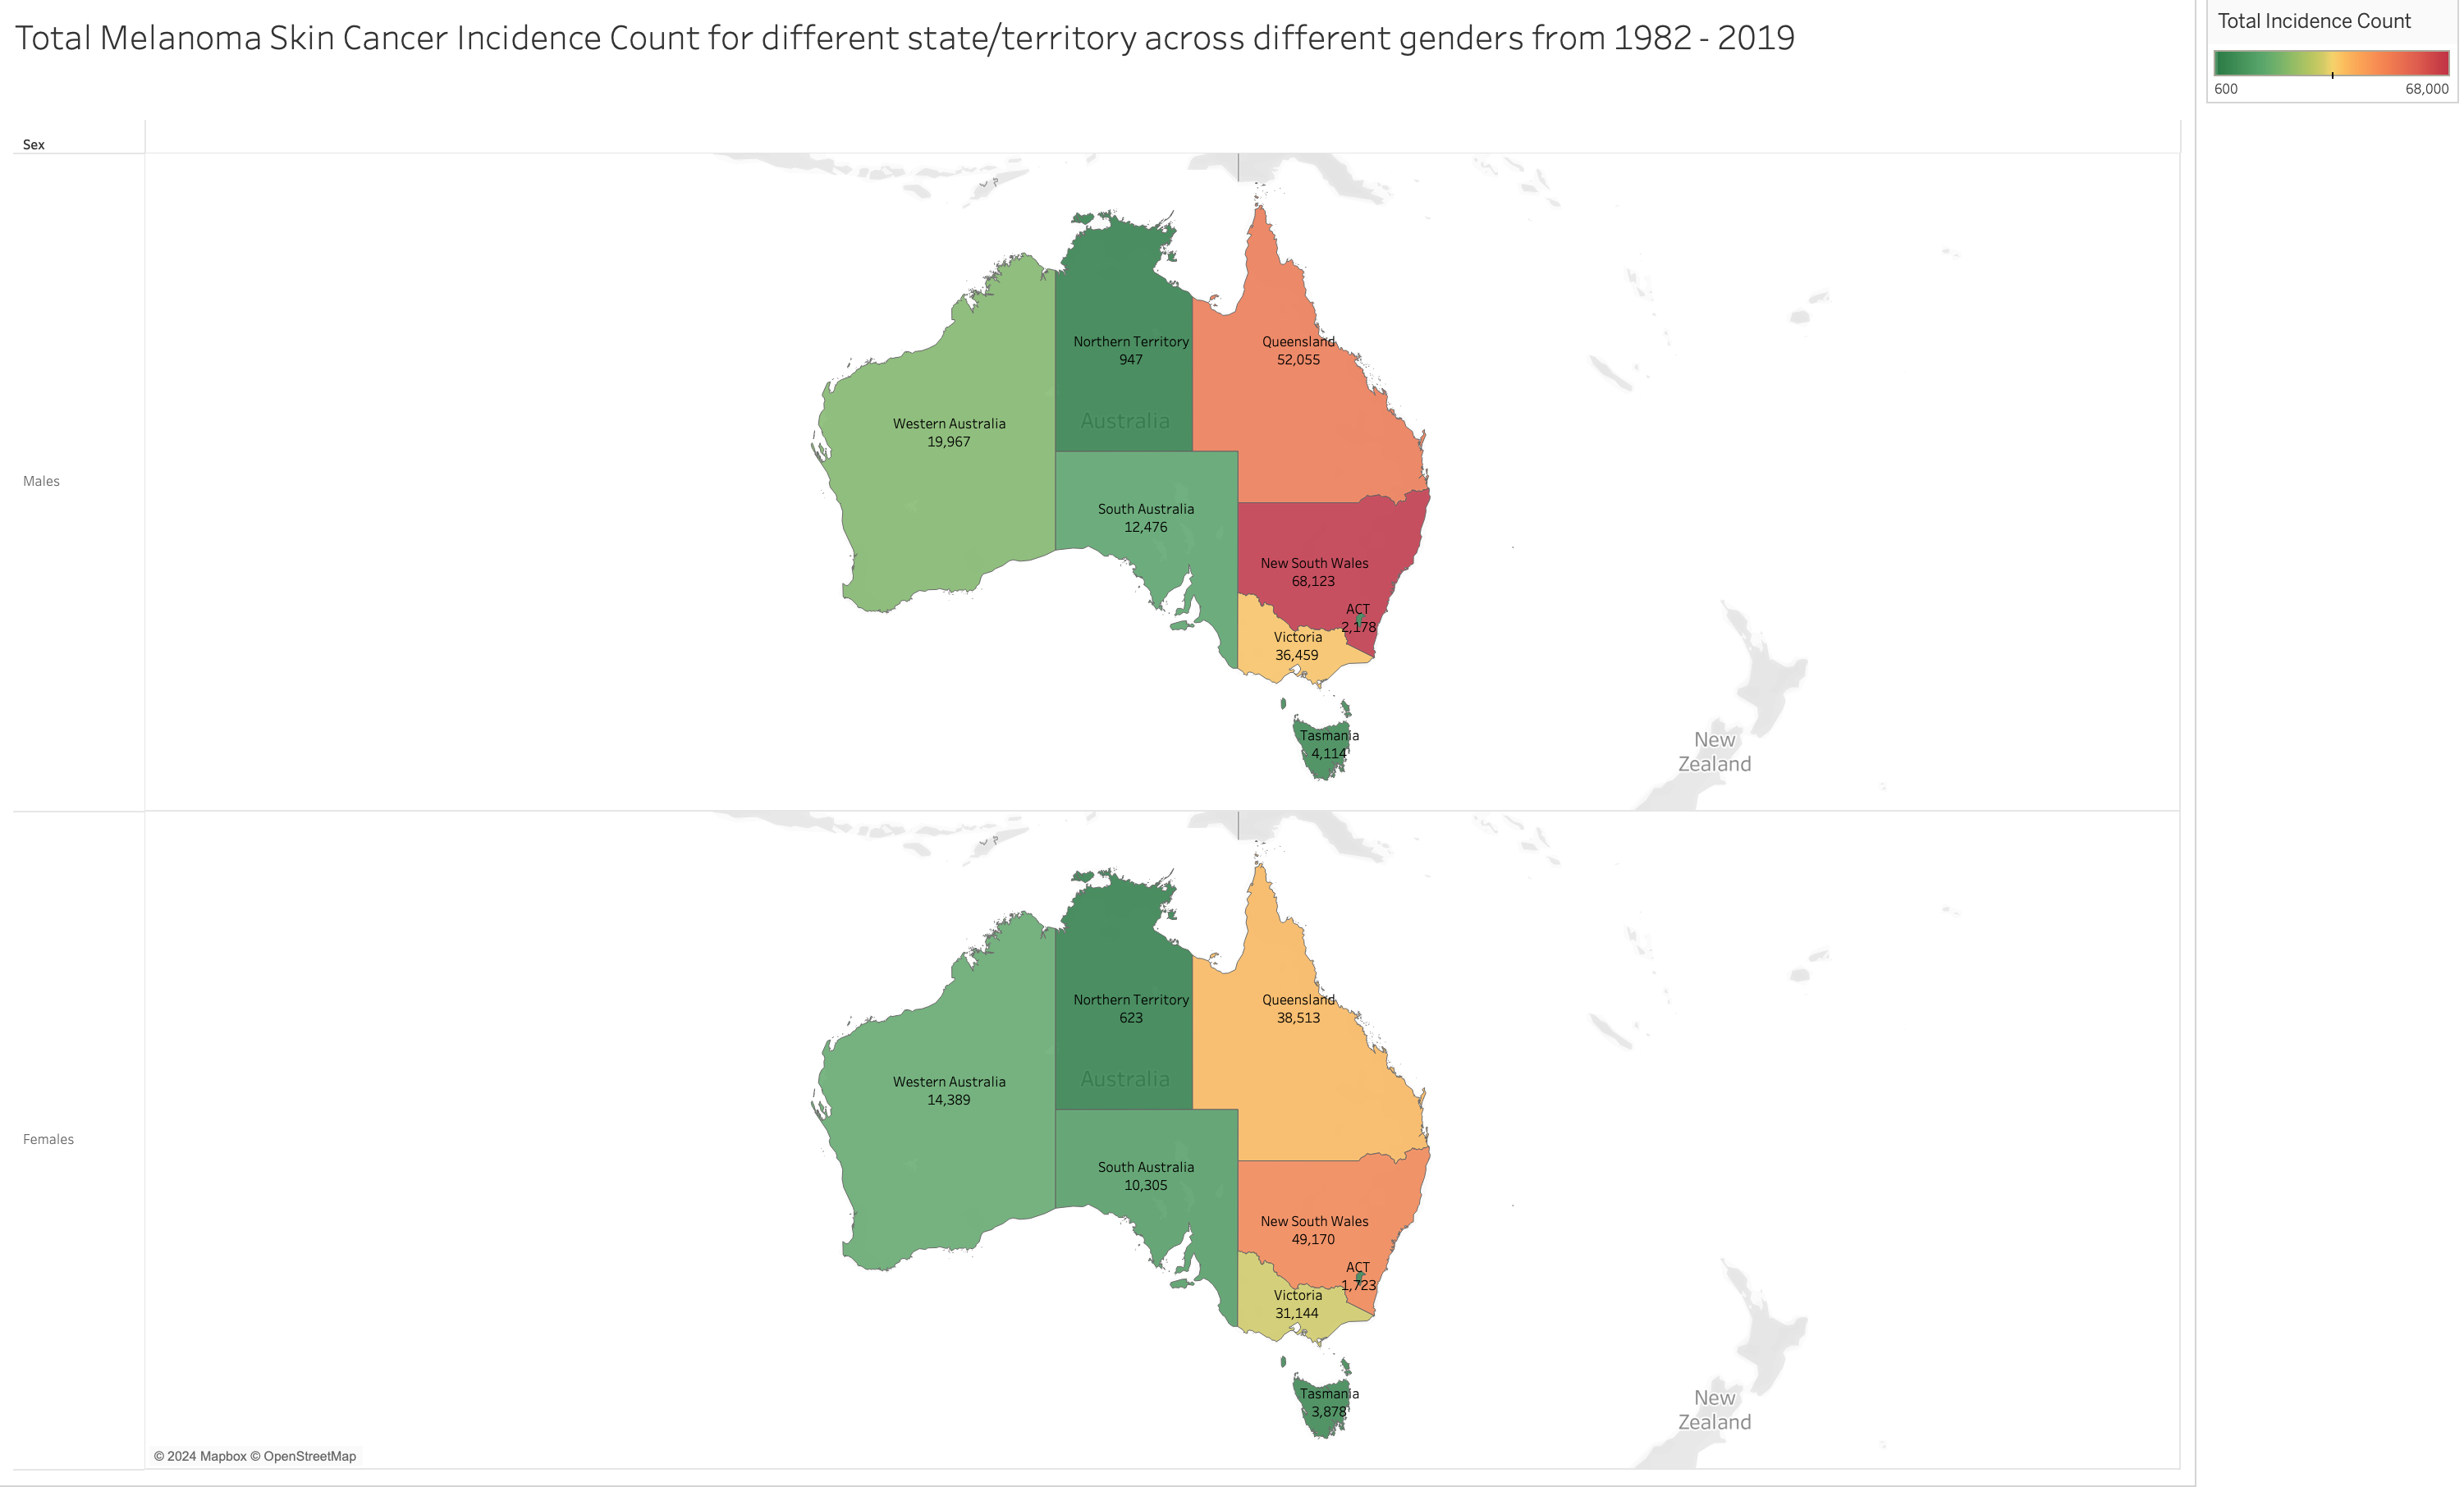 Total Melanoma Skin Cancer Incidence Count for different state/territory across different genders from 1982 - 2019
Total Incidence Count
600
68,000
Sex
Males
Northern Territory
947
Queensland
52,055
Australia
Western Australia
19,967
South Australia
12,476
New South Wales
68,123
ACT
2,178
Victoria
36,459
Tasmania
4,114
New
Zealand
Females
Northern Territory
623
Queensland
38,513
Australia
Western Australia
14,389
South Australia
10,305
New South Wales
49,170
ACT
1,723
Victoria
31,144
Tasmania
3,878
New
Zealand
© 2024 Mapbox © OpenStreetMap